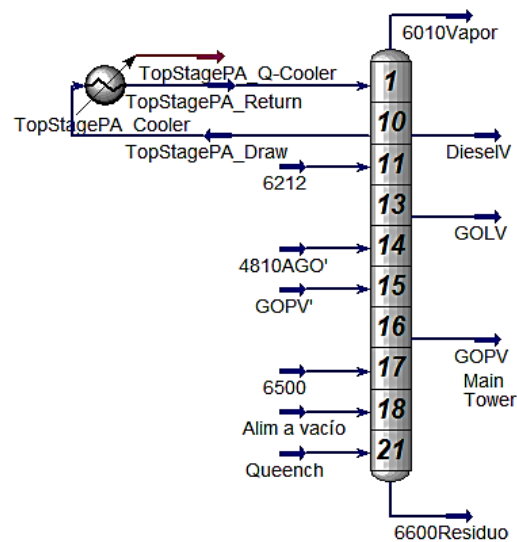 6010Vapor
TopStagePA_Q-Cooler
1
TopStagePA_Return
TopStagePA_Cooler
10
TopStagePA_Draw
DieselV
11
6212
13
GOLV
14
4810AGO'
15
GOPV'
16
GOPV
17
Main
Tower
6500
18
Alim a vacío
21
Queench
6600Residuo